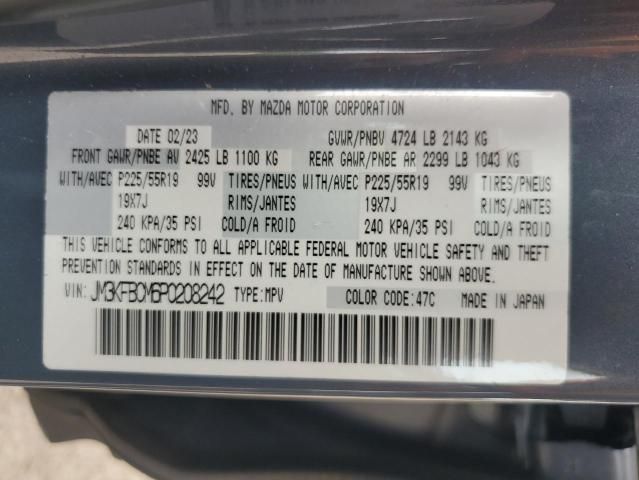 MFD. BY MAZDA MOTOR CORPORATION
DATE 02/23 GVWR/PNBV 4724 LB 2143 KG
FRONT GAWR/PNBE AV 2425 LB 1100 KG REAR GAWR/PNBE AR 2299 LB 1043 KG
WITH/AVEC P225/55R19 99V TIRES/PNEUS WITH/AVEC P225/55R19 99V TIRES/PNEUS
19X7J RIMS/JANTES 19X7J RIMS/JANTES
240 KPA/35 PSI COLD/A FROID 240 KPA/35 PSI COLD/A FROID
THIS VEHICLE CONFORMS TO ALL APPLICABLE FEDERAL MOTOR VEHICLE SAFETY AND THEFT
PREVENTION STANDARDS IN EFFECT ON THE DATE OF MANUFACTURE SHOWN ABOVE.
VIN: JM3KFBCM6P0208242 TYPE:MPV COLOR CODE:47C MADE IN JAPAN